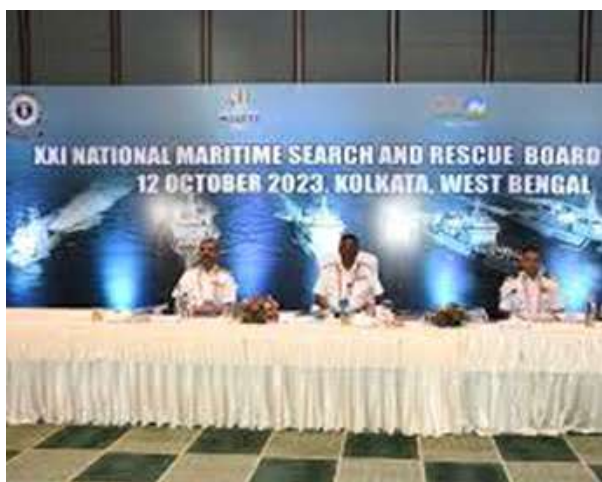 XXI NATIONAL MARITIME SEARCH AND RESCUE BOARD
12 OCTOBER 2023, KOLKATA, WEST BENGAL